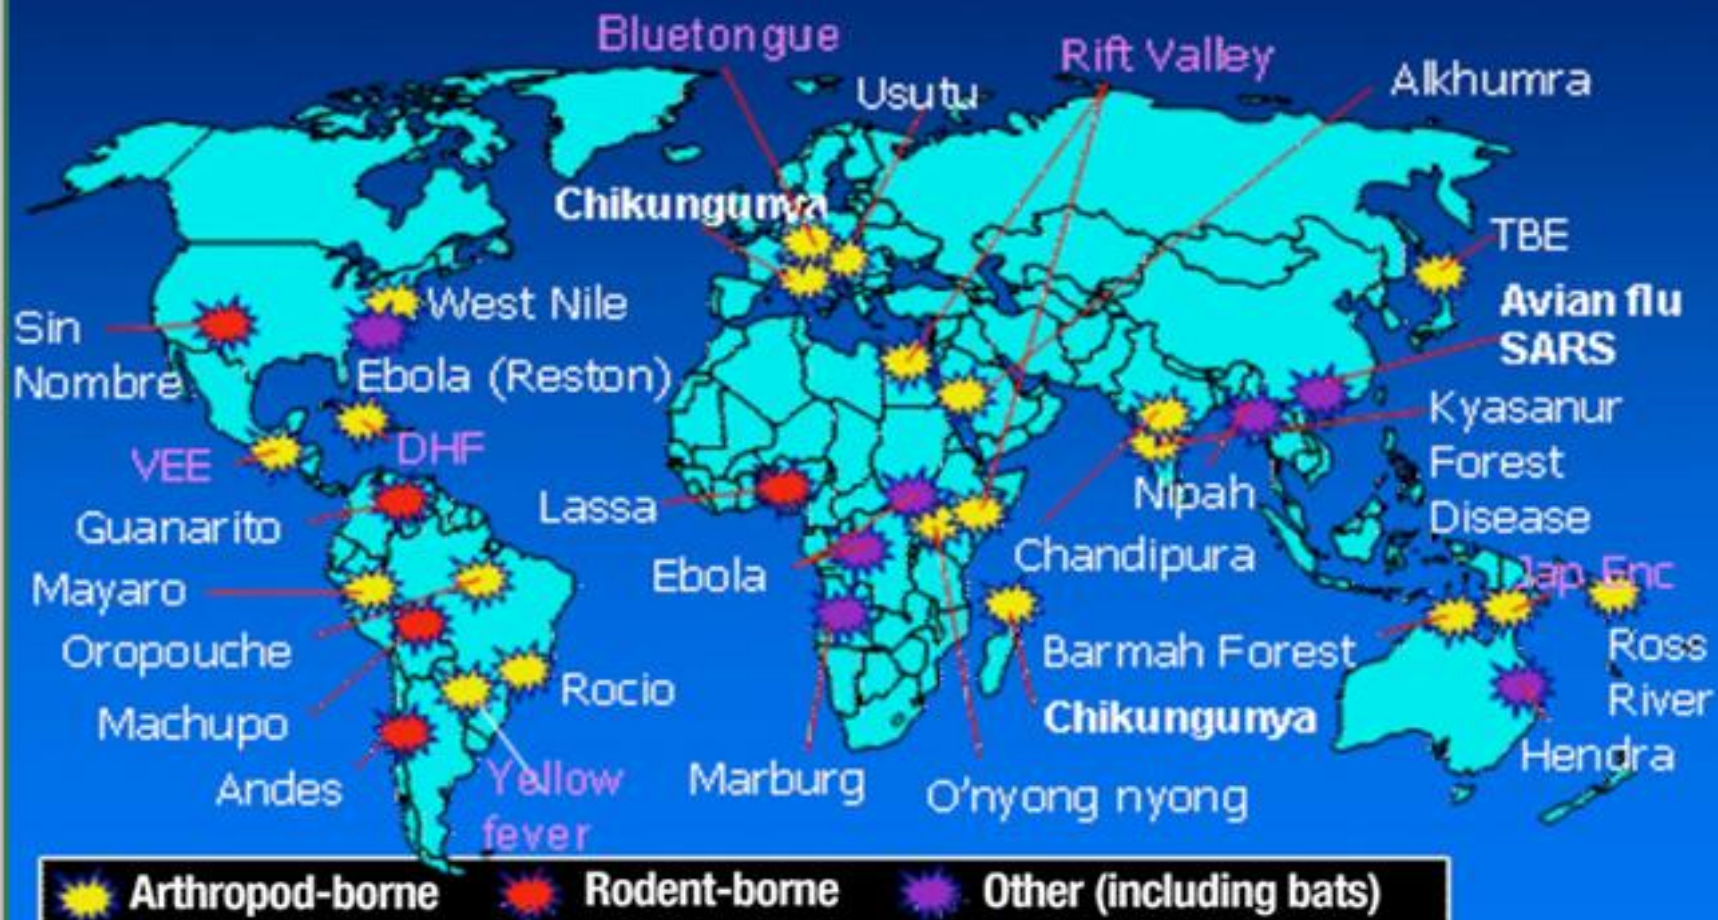 Bluetongue
Rift Valley
Usutu
Alkhumra
Chikungunya
TBE
Avian flu
SARS
West Nile
Sin
Nombre
Ebola (Reston)
Kyasanur
Forest
Disease
VEE
DHF
Lassa
Nipah
Guanarito
Chandipura
Ebola
Jap Enc
Mayaro
Oropouche
Barmah Forest
Ross
River
Rocio
Machupo
Chikungunya
Hendra
Andes
Yellow
fever
Marburg
O'nyong nyong
Arthropod-borne
Rodent-borne
Other (including bats)